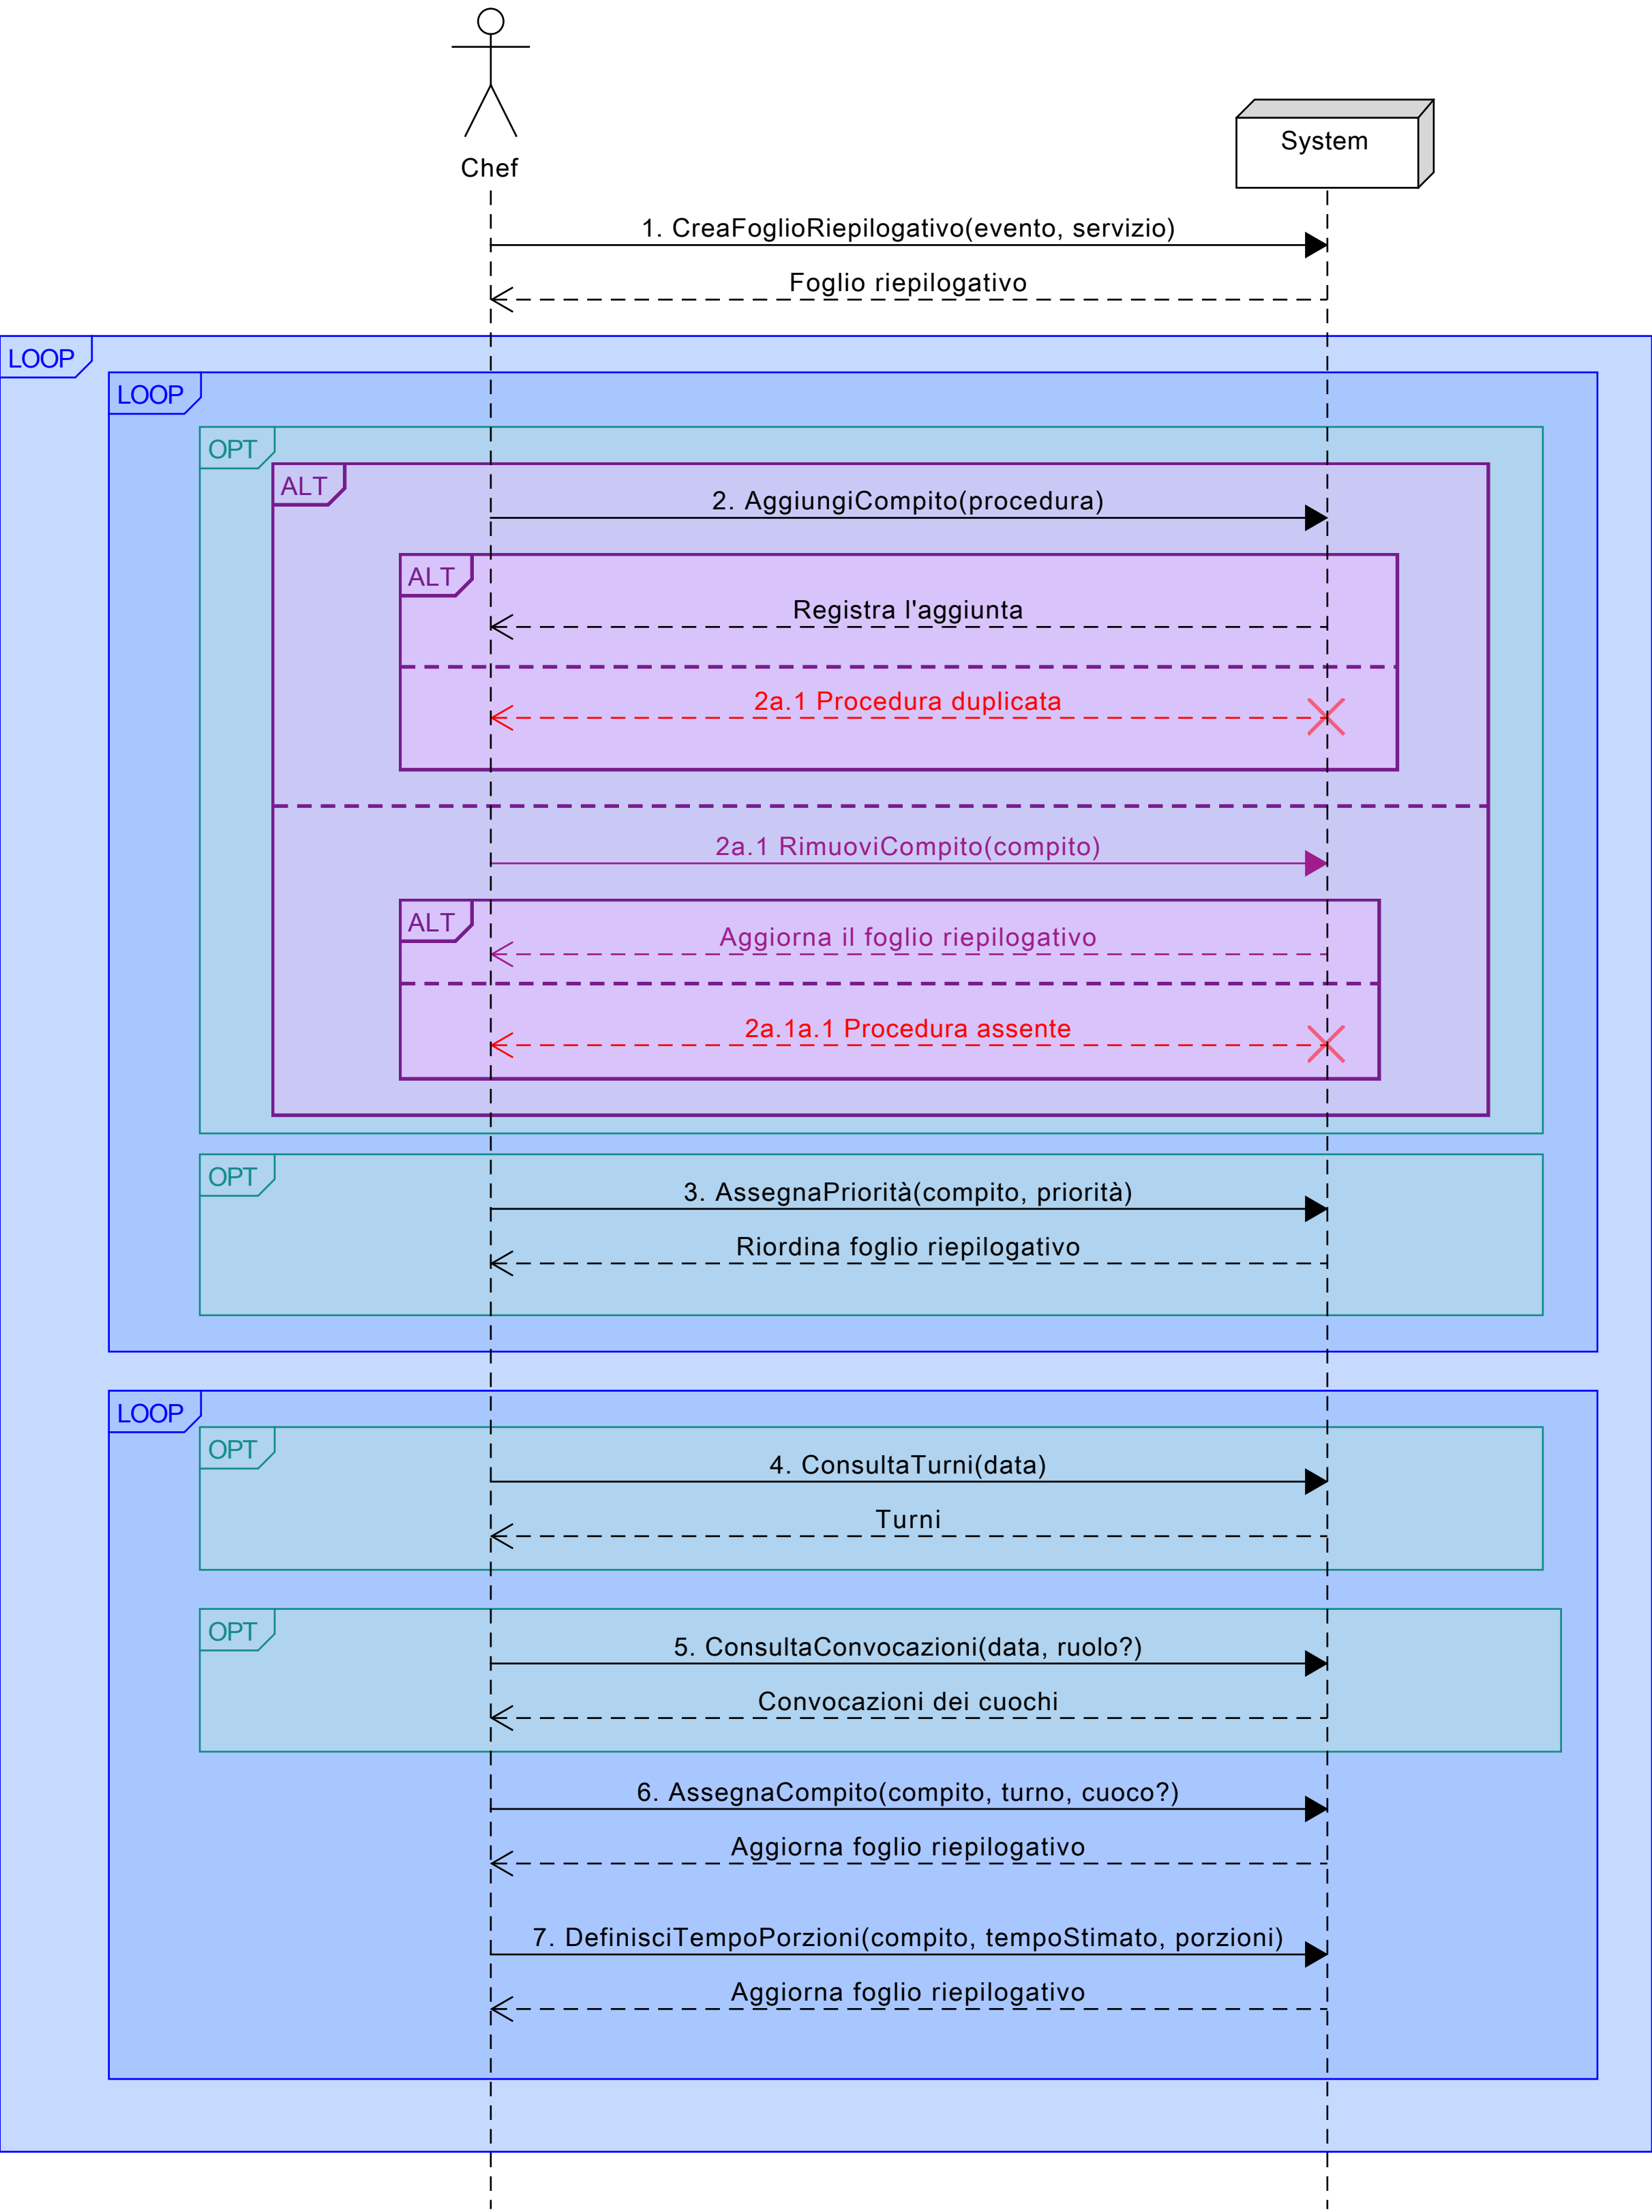 Chef
System
1. CreaFoglioRiepilogativo(evento, servizio)
Foglio riepilogativo
LOOP
LOOP
OPT
ALT
2. AggiungiCompito(procedura)
ALT
Registra l'aggiunta
2a.1 Procedura duplicata
2a.1 RimuoviCompito(compito)
ALT
Aggiorna il foglio riepilogativo
2a.1a.1 Procedura assente
OPT
3. AssegnaPriorità(compito, priorità)
Riordina foglio riepilogativo
LOOP
OPT
4. ConsultaTurni(data)
Turni
OPT
5. ConsultaConvocazioni(data, ruolo?)
Convocazioni dei cuochi
6. AssegnaCompito(compito, turno, cuoco?)
Aggiorna foglio riepilogativo
7. DefinisciTempoPorzioni(compito, tempoStimato, porzioni)
Aggiorna foglio riepilogativo